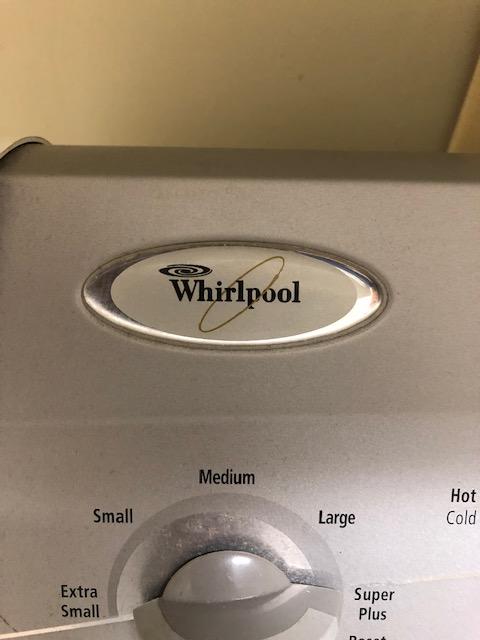 Whirlpool
Medium
Small
Large
Hot
Cold
Extra
Small
Super
Plus